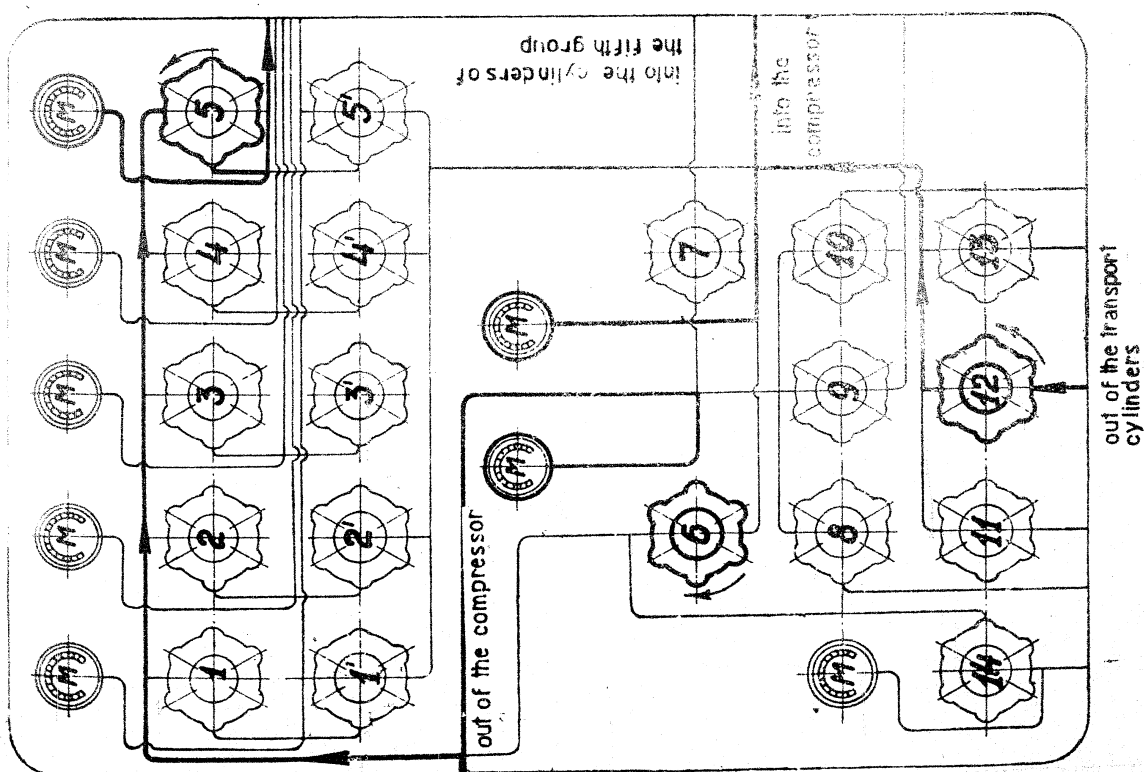 into the cylinders of
the fifth group
into the
compressor
M
M
M
M
M
5
4
3
2
1
5'
4'
3'
2'
1'
M
M
7
6
10
9
8
13
12
11
14
M
out of the compressor
out of the transport
cylinders